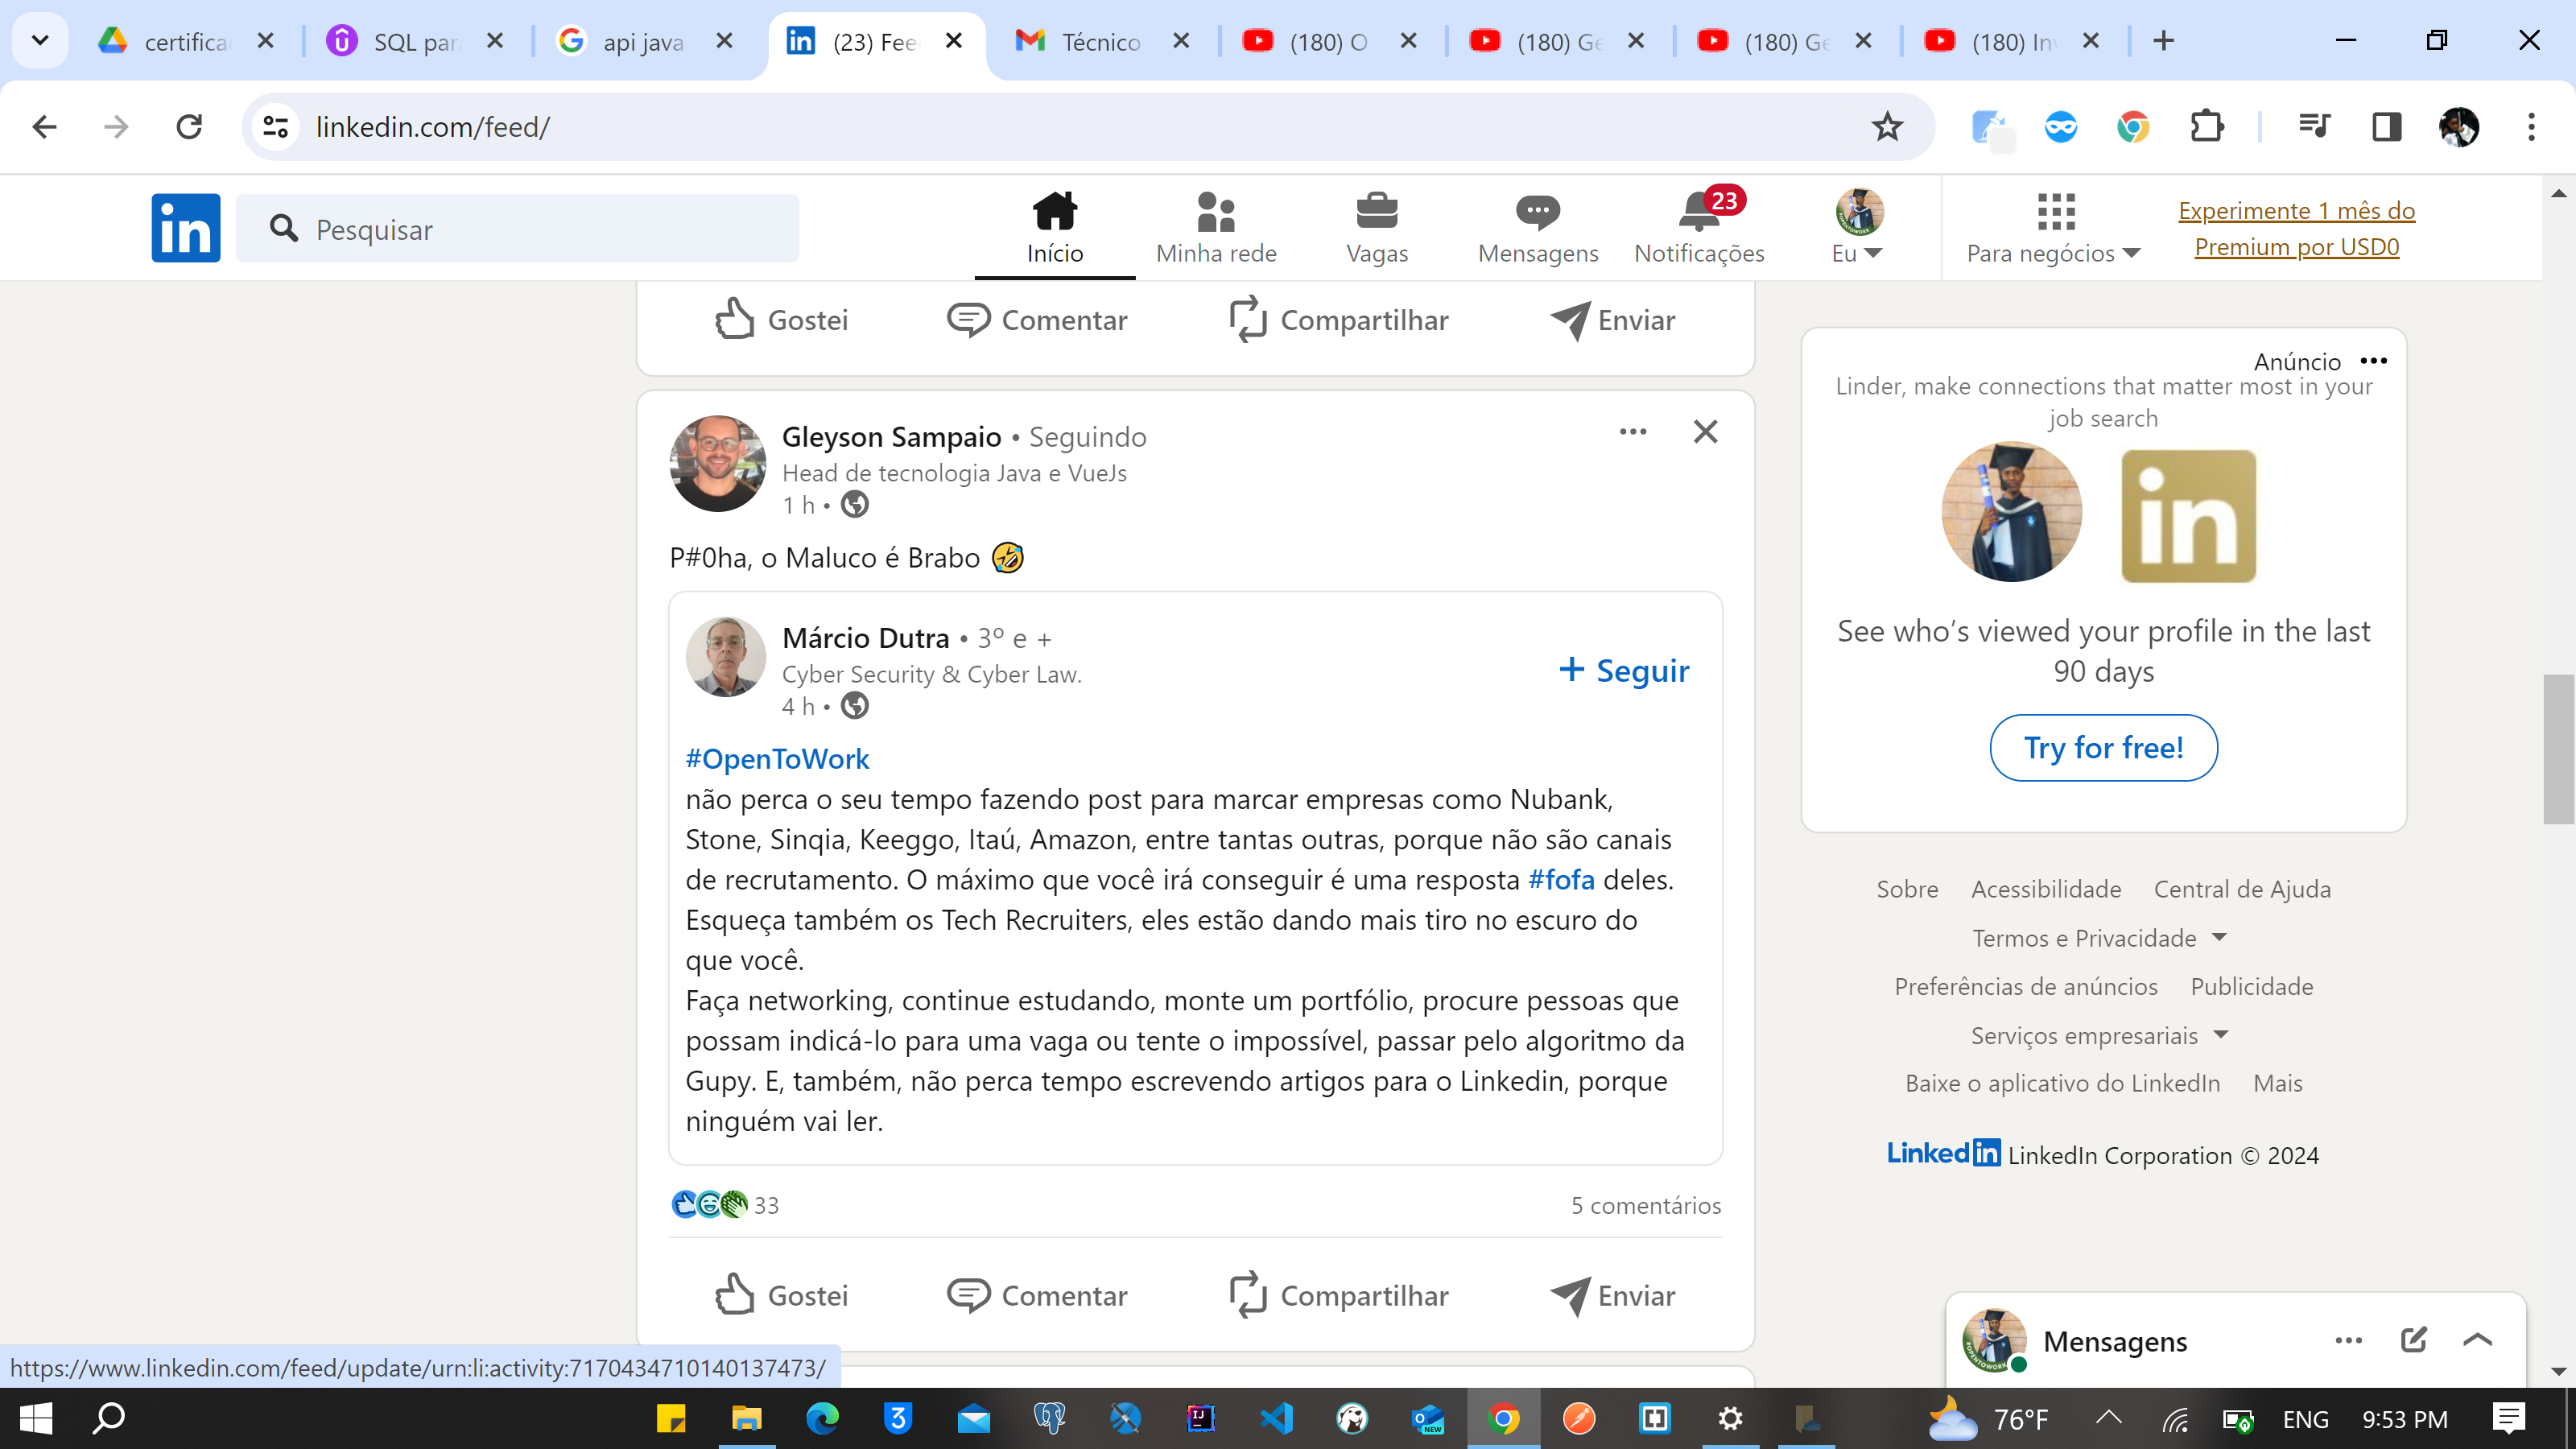 certifica
SQL par
api java
(23) Fee
Técnico
(180) O
(180) Ge
(180) Ge
(180) Inv
linkedin.com/feed/
Pesquisar
Início
Minha rede
Vagas
Mensagens
23
Notificações
Eu
Para negócios
Experimente 1 mês do
Premium por USD0
Gostei
Comentar
Compartilhar
Enviar
Gleyson Sampaio • Seguindo
Head de tecnologia Java e VueJs
1 h •
P#0ha, o Maluco é Brabo 🤣
Márcio Dutra • 3º e +
Cyber Security & Cyber Law.
4 h •
+ Seguir
#OpenToWork
não perca o seu tempo fazendo post para marcar empresas como Nubank,
Stone, Sinqia, Keeggo, Itaú, Amazon, entre tantas outras, porque não são canais
de recrutamento. O máximo que você irá conseguir é uma resposta #fofa deles.
Esqueça também os Tech Recruiters, eles estão dando mais tiro no escuro do
que você.
Faça networking, continue estudando, monte um portfólio, procure pessoas que
possam indicá-lo para uma vaga ou tente o impossível, passar pelo algoritmo da
Gupy. E, também, não perca tempo escrevendo artigos para o Linkedin, porque
ninguém vai ler.
33
5 comentários
Gostei
Comentar
Compartilhar
Enviar
Anúncio
Linder, make connections that matter most in your
job search
in
See who's viewed your profile in the last
90 days
Try for free!
Sobre
Acessibilidade
Central de Ajuda
Termos e Privacidade
Preferências de anúncios
Publicidade
Serviços empresariais
Baixe o aplicativo do LinkedIn
Mais
LinkedIn LinkedIn Corporation © 2024
Mensagens
https://www.linkedin.com/feed/update/urn:li:activity:7170434710140137473/
76°F
ENG
9:53 PM